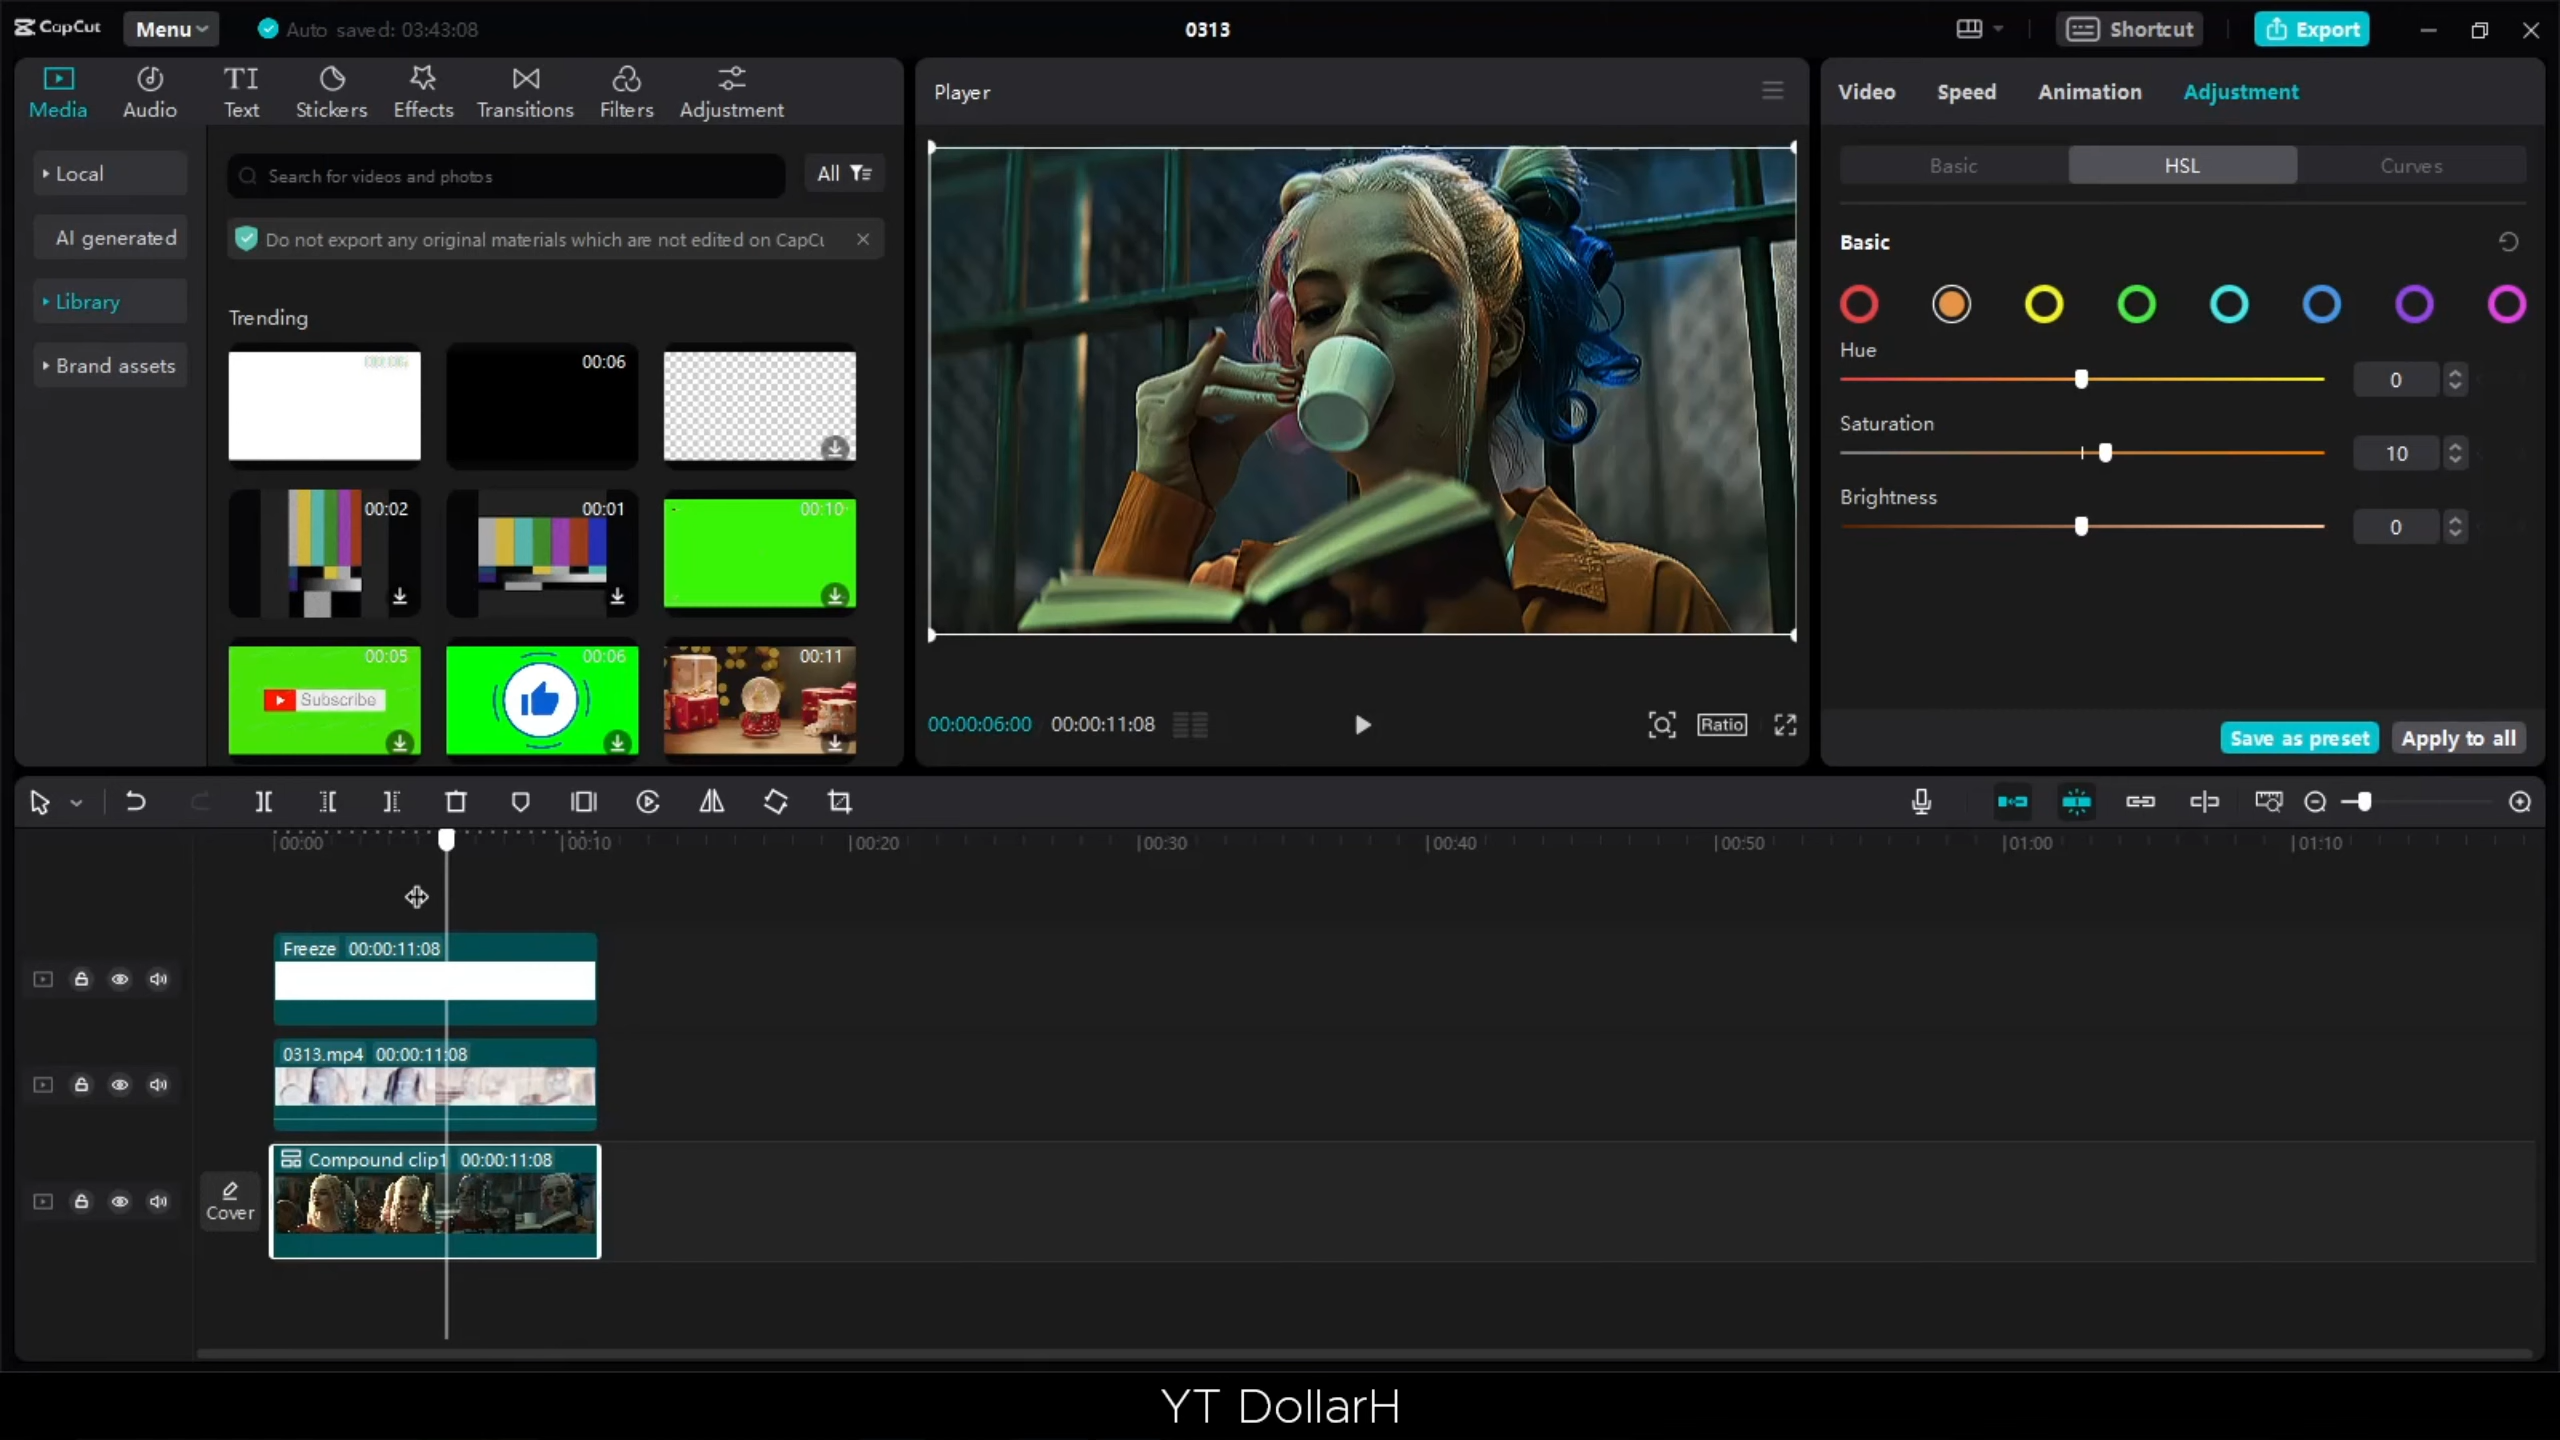 CapCut Menu Auto saved: 03:43:08 0313 Shortcut Export
Media Audio Text Stickers Effects Transitions Filters Adjustment
Local
AI generated
Library
Brand assets
Search for videos and photos All
Do not export any original materials which are not edited on CapCu
Trending
00:06
00:02 00:01 00:10
00:05 00:06 00:11
Subscribe
Player
00:00:06:00 00:00:11:08 Ratio
Video Speed Animation Adjustment
Basic HSL Curves
Basic
Hue
0
Saturation
10
Brightness
0
Save as preset Apply to all
00:00 00:10 00:20 00:30 00:40 00:50 01:00 01:10
Freeze 00:00:11:08
0313.mp4 00:00:11:08
Compound clip1 00:00:11:08
Cover
YT DollarH